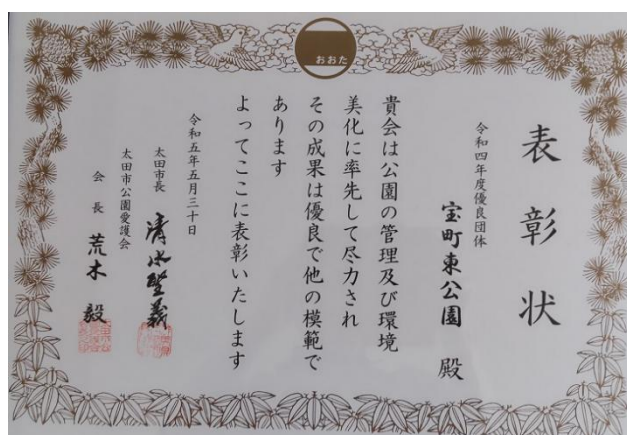 おおた
表彰状
令和四年度優良団体
宝町東公園 殿
貴会は公園の管理及び環境
美化に率先して尽力され
その成果は優良で他の模範で
あります
よってここに表彰いたします
令和五年五月三十日
太田市長 清水聖義
太田市公園愛護会
会長 荒木 毅